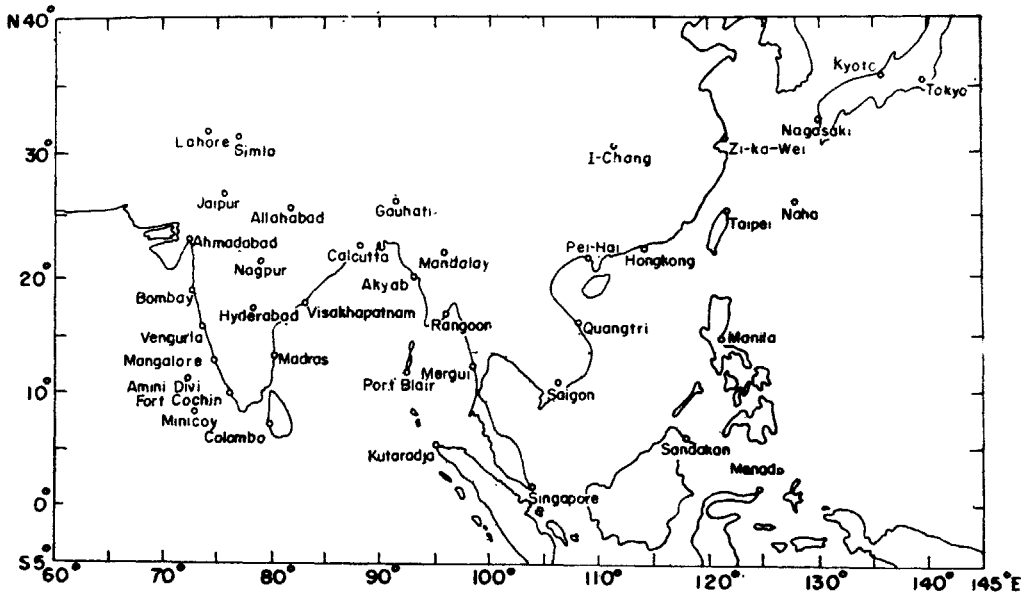 N 40°
Kyoto
Tokyo
Nagasaki
Lahore
Simla
I-Chang
Zi-ka-Wei
30°
Jaipur
Allahabad
Gauhati
Naha
Taipei
Ahmadabad
Calcutta
Pei-Hai
Hongkong
Nagpur
Mandalay
20°
Akyab
Bombay
Hyderabad
Visakhapatnam
Rangoon
Quangtri
Vengurla
Manila
Mangalore
Madras
Mergui
Amini Divi
Port Blair
10°
Fort Cochin
Saigon
Minicoy
Colombo
Kutaradja
Sandakan
Menado
Singapore
0°
S 5°
60° 70° 80° 90° 100° 110° 120° 130° 140° 145°E